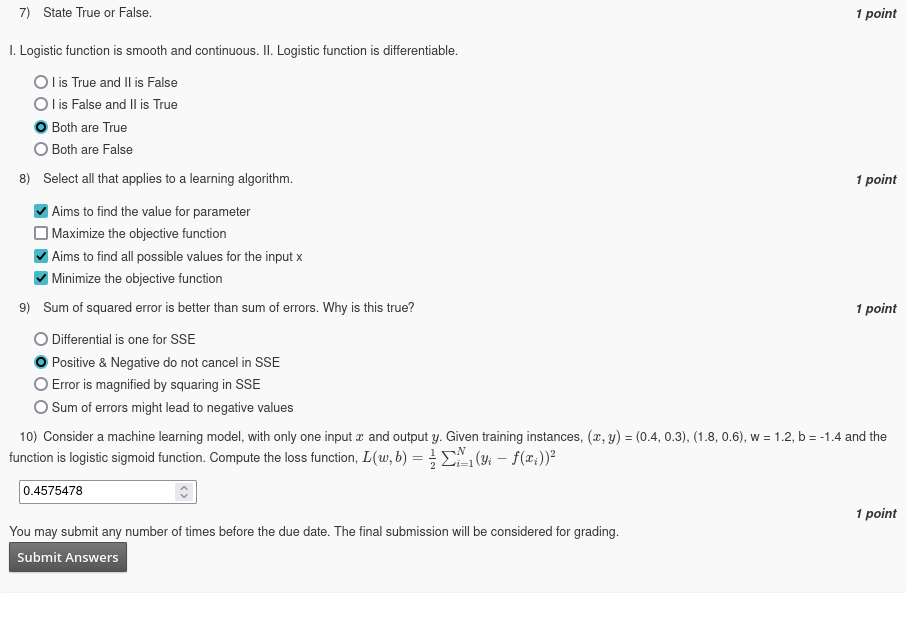 7) State True or False.
1 point
I. Logistic function is smooth and continuous. II. Logistic function is differentiable.
I is True and II is False
I is False and II is True
Both are True
Both are False
8) Select all that applies to a learning algorithm.
1 point
Aims to find the value for parameter
Maximize the objective function
Aims to find all possible values for the input x
Minimize the objective function
9) Sum of squared error is better than sum of errors. Why is this true?
1 point
Differential is one for SSE
Positive & Negative do not cancel in SSE
Error is magnified by squaring in SSE
Sum of errors might lead to negative values
10) Consider a machine learning model, with only one input x and output y. Given training instances, (x, y) = (0.4, 0.3), (1.8, 0.6), w = 1.2, b = -1.4 and the
function is logistic sigmoid function. Compute the loss function, L(w, b) = 1/2 ∑_{i=1}^{N} (y_i − f(x_i))²
0.4575478
1 point
You may submit any number of times before the due date. The final submission will be considered for grading.
Submit Answers